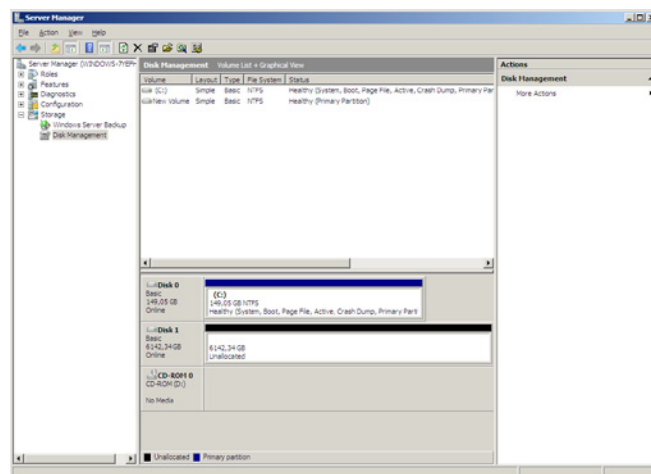 Server Manager
File Action View Help
Server Manager (WINDOWS-7YEF
Roles
Features
Diagnostics
Configuration
Storage
Windows Server Backup
Disk Management
Disk Management Volume List + Graphical View
Volume Layout Type File System Status
(C:) Simple Basic NTFS Healthy (System, Boot, Page File, Active, Crash Dump, Primary Par
New Volume Simple Basic NTFS Healthy (Primary Partition)
Disk 0
Basic
149,05 GB
Online
(C:)
149,05 GB NTFS
Healthy (System, Boot, Page File, Active, Crash Dump, Primary Parti
Disk 1
Basic
6142,34 GB
Online
6142,34 GB
Unallocated
CD-ROM 0
CD-ROM (D:)
No Media
Unallocated Primary partition
Actions
Disk Management
More Actions